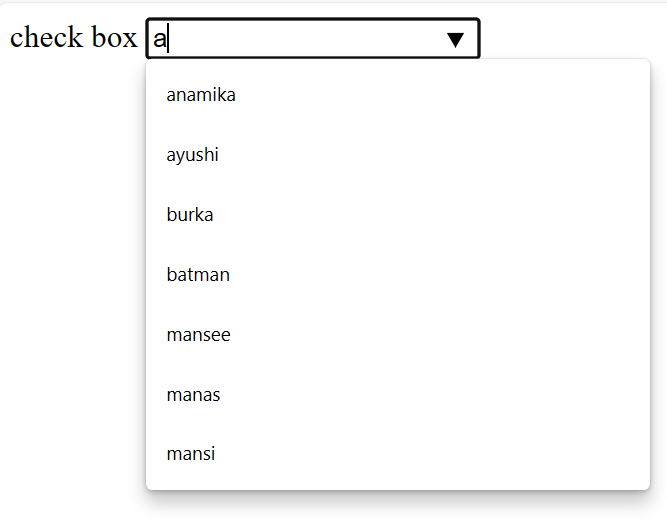 check box a
anamika
ayushi
burka
batman
mansee
manas
mansi